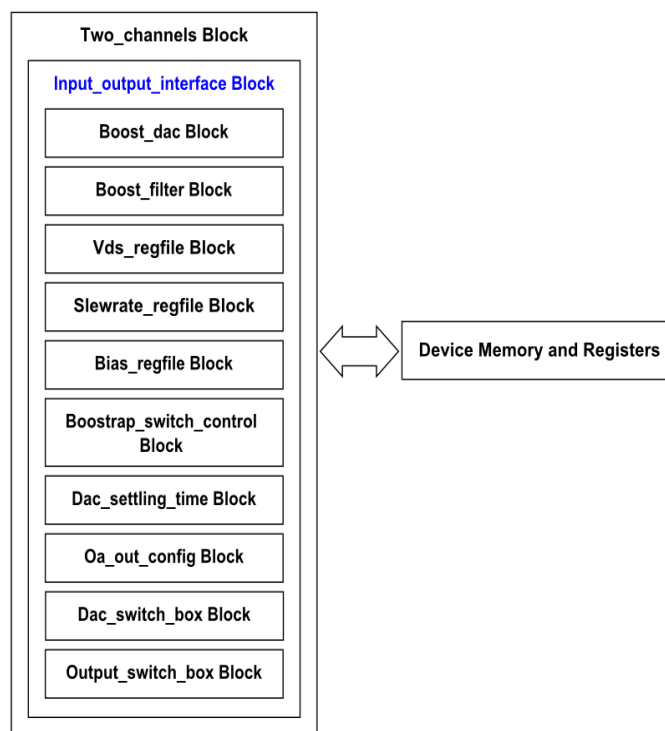 Two_channels Block
Input_output_interface Block
Boost_dac Block
Boost_filter Block
Vds_regfile Block
Slewrate_regfile Block
Bias_regfile Block
Boostrap_switch_control
Block
Dac_settling_time Block
Oa_out_config Block
Dac_switch_box Block
Output_switch_box Block
Device Memory and Registers